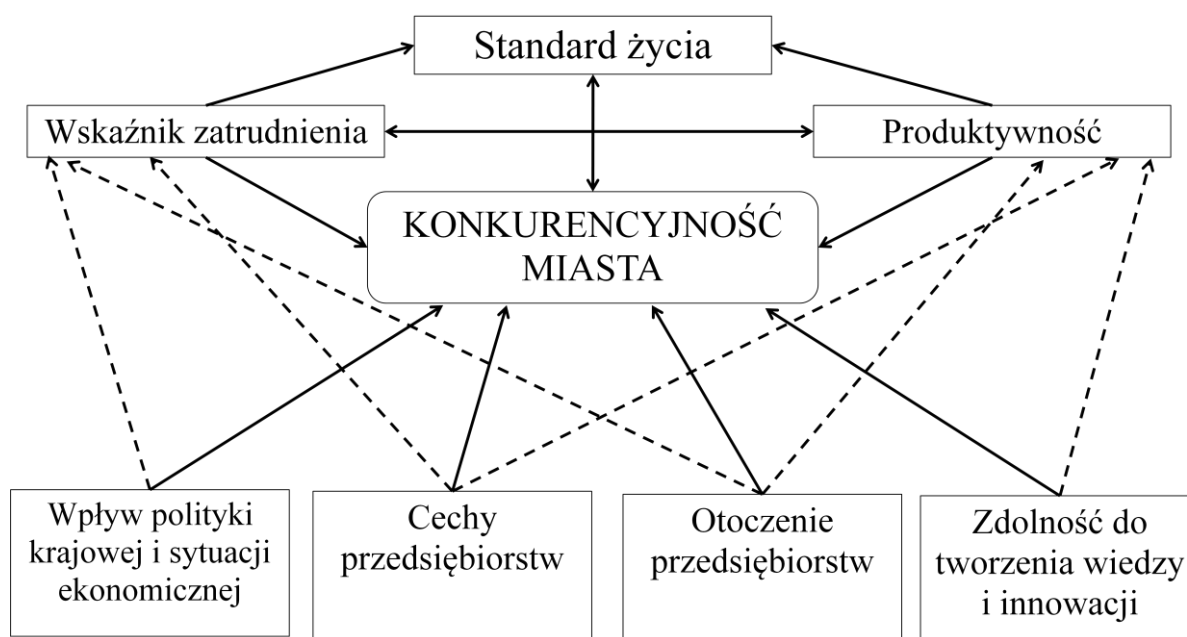 Standard życia
Wskaźnik zatrudnienia
Produktywność
KONKURENCYJNOŚĆ
MIASTA
Wpływ polityki
krajowej i sytuacji
ekonomicznej
Cechy
przedsiębiorstw
Otoczenie
przedsiębiorstw
Zdolność do
tworzenia wiedzy
i innowacji